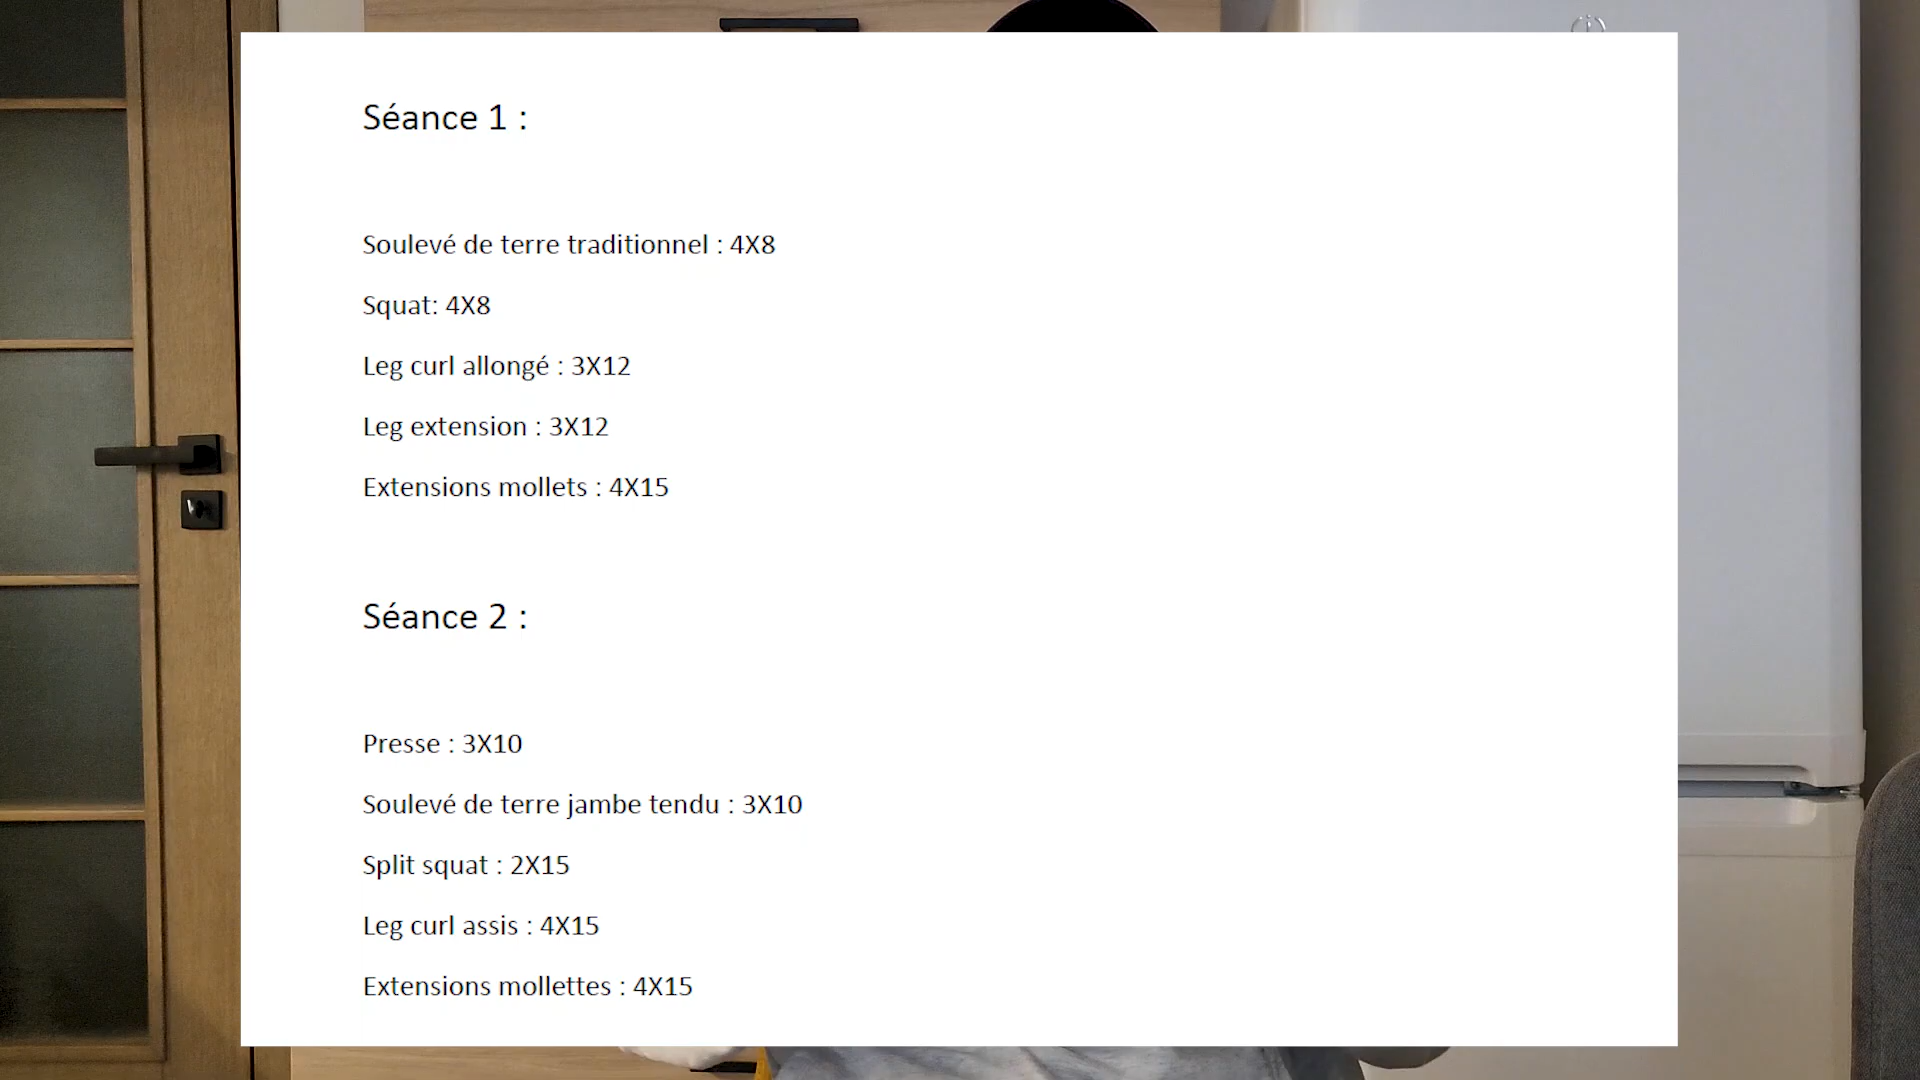 Séance 1 :
Soulevé de terre traditionnel : 4X8
Squat: 4X8
Leg curl allongé : 3X12
Leg extension : 3X12
Extensions mollets : 4X15
Séance 2 :
Presse : 3X10
Soulevé de terre jambe tendu : 3X10
Split squat : 2X15
Leg curl assis : 4X15
Extensions mollettes : 4X15